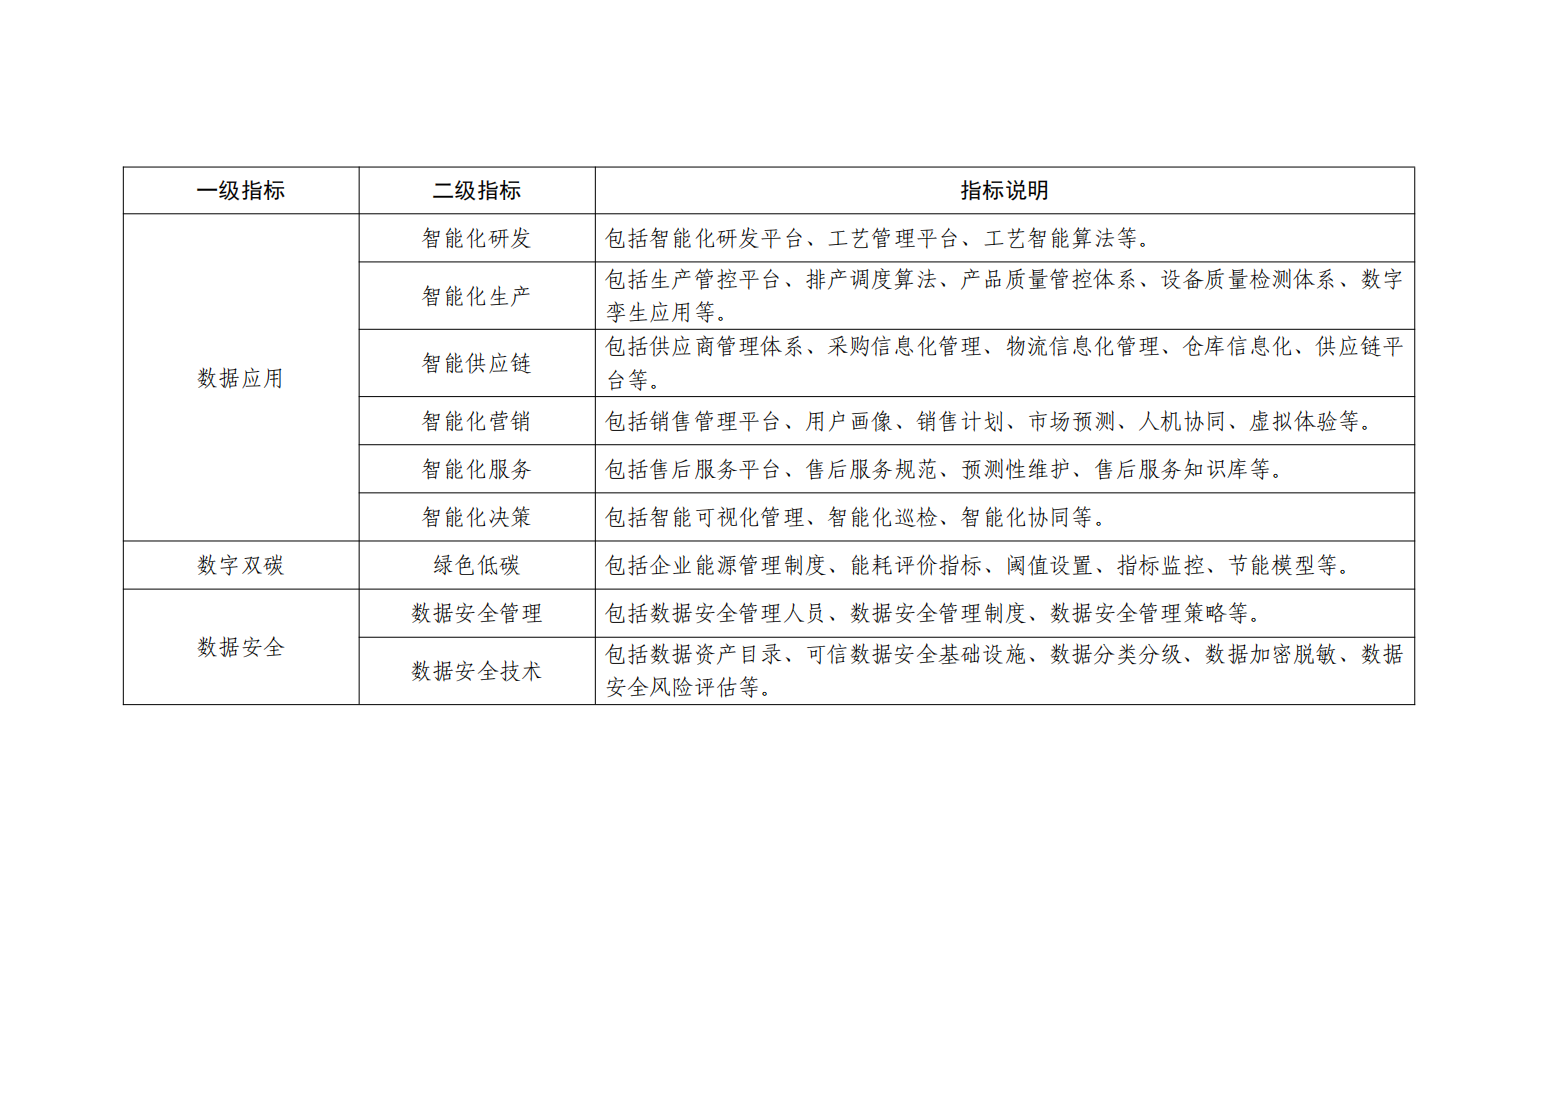 一级指标 二级指标 指标说明
数据应用
智能化研发 包括智能化研发平台、工艺管理平台、工艺智能算法等。
智能化生产 包括生产管控平台、排产调度算法、产品质量管控体系、设备质量检测体系、数字
孪生应用等。
智能供应链 包括供应商管理体系、采购信息化管理、物流信息化管理、仓库信息化、供应链平
台等。
智能化营销 包括销售管理平台、用户画像、销售计划、市场预测、人机协同、虚拟体验等。
智能化服务 包括售后服务平台、售后服务规范、预测性维护、售后服务知识库等。
智能化决策 包括智能可视化管理、智能化巡检、智能化协同等。
数字双碳 绿色低碳 包括企业能源管理制度、能耗评价指标、阈值设置、指标监控、节能模型等。
数据安全
数据安全管理 包括数据安全管理人员、数据安全管理制度、数据安全管理策略等。
数据安全技术 包括数据资产目录、可信数据安全基础设施、数据分类分级、数据加密脱敏、数据
安全风险评估等。